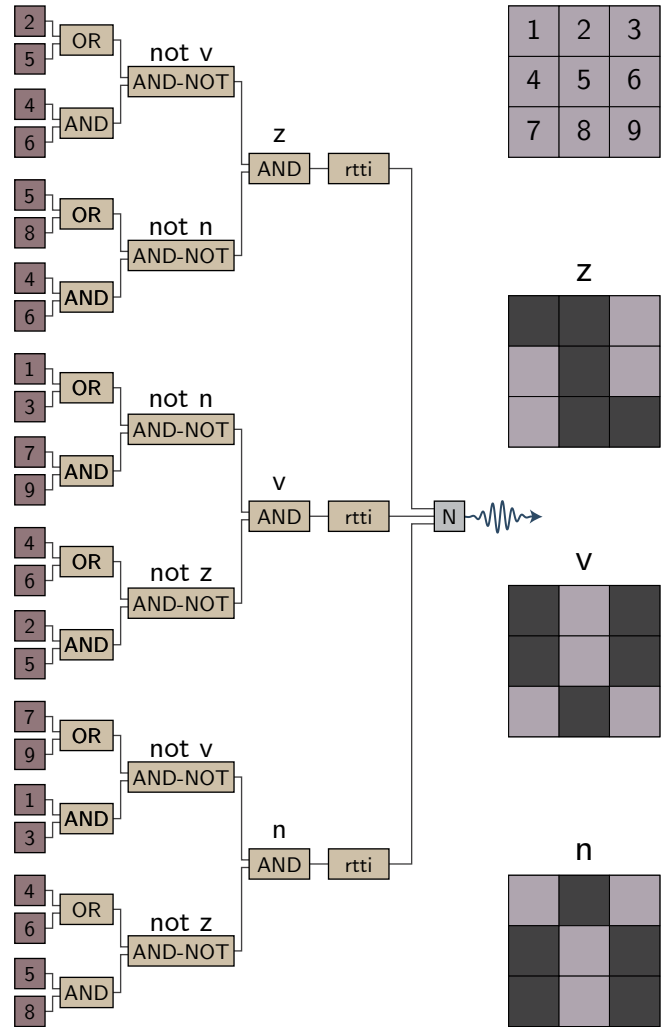 2
5
OR
4
6
AND
not v
AND-NOT
5
8
OR
4
6
AND
not n
AND-NOT
z
AND
rtti
1
3
OR
7
9
AND
not n
AND-NOT
4
6
OR
2
5
AND
not z
AND-NOT
v
AND
rtti
7
9
OR
1
3
AND
not v
AND-NOT
4
6
OR
5
8
AND
not z
AND-NOT
n
AND
rtti
N
1 2 3
4 5 6
7 8 9
z
v
n